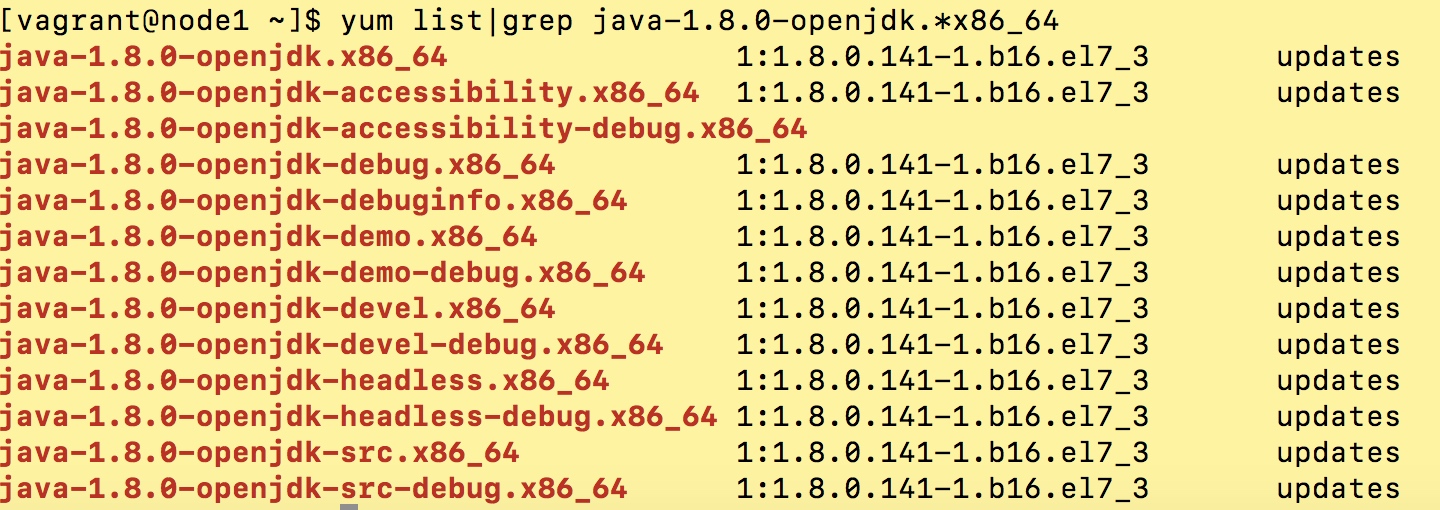 [vagrant@node1 ~]$ yum list|grep java-1.8.0-openjdk.*x86_64
java-1.8.0-openjdk.x86_64 1:1.8.0.141-1.b16.el7_3 updates
java-1.8.0-openjdk-accessibility.x86_64 1:1.8.0.141-1.b16.el7_3 updates
java-1.8.0-openjdk-accessibility-debug.x86_64
java-1.8.0-openjdk-debug.x86_64 1:1.8.0.141-1.b16.el7_3 updates
java-1.8.0-openjdk-debuginfo.x86_64 1:1.8.0.141-1.b16.el7_3 updates
java-1.8.0-openjdk-demo.x86_64 1:1.8.0.141-1.b16.el7_3 updates
java-1.8.0-openjdk-demo-debug.x86_64 1:1.8.0.141-1.b16.el7_3 updates
java-1.8.0-openjdk-devel.x86_64 1:1.8.0.141-1.b16.el7_3 updates
java-1.8.0-openjdk-devel-debug.x86_64 1:1.8.0.141-1.b16.el7_3 updates
java-1.8.0-openjdk-headless.x86_64 1:1.8.0.141-1.b16.el7_3 updates
java-1.8.0-openjdk-headless-debug.x86_64 1:1.8.0.141-1.b16.el7_3 updates
java-1.8.0-openjdk-src.x86_64 1:1.8.0.141-1.b16.el7_3 updates
java-1.8.0-openjdk-src-debug.x86_64 1:1.8.0.141-1.b16.el7_3 updates